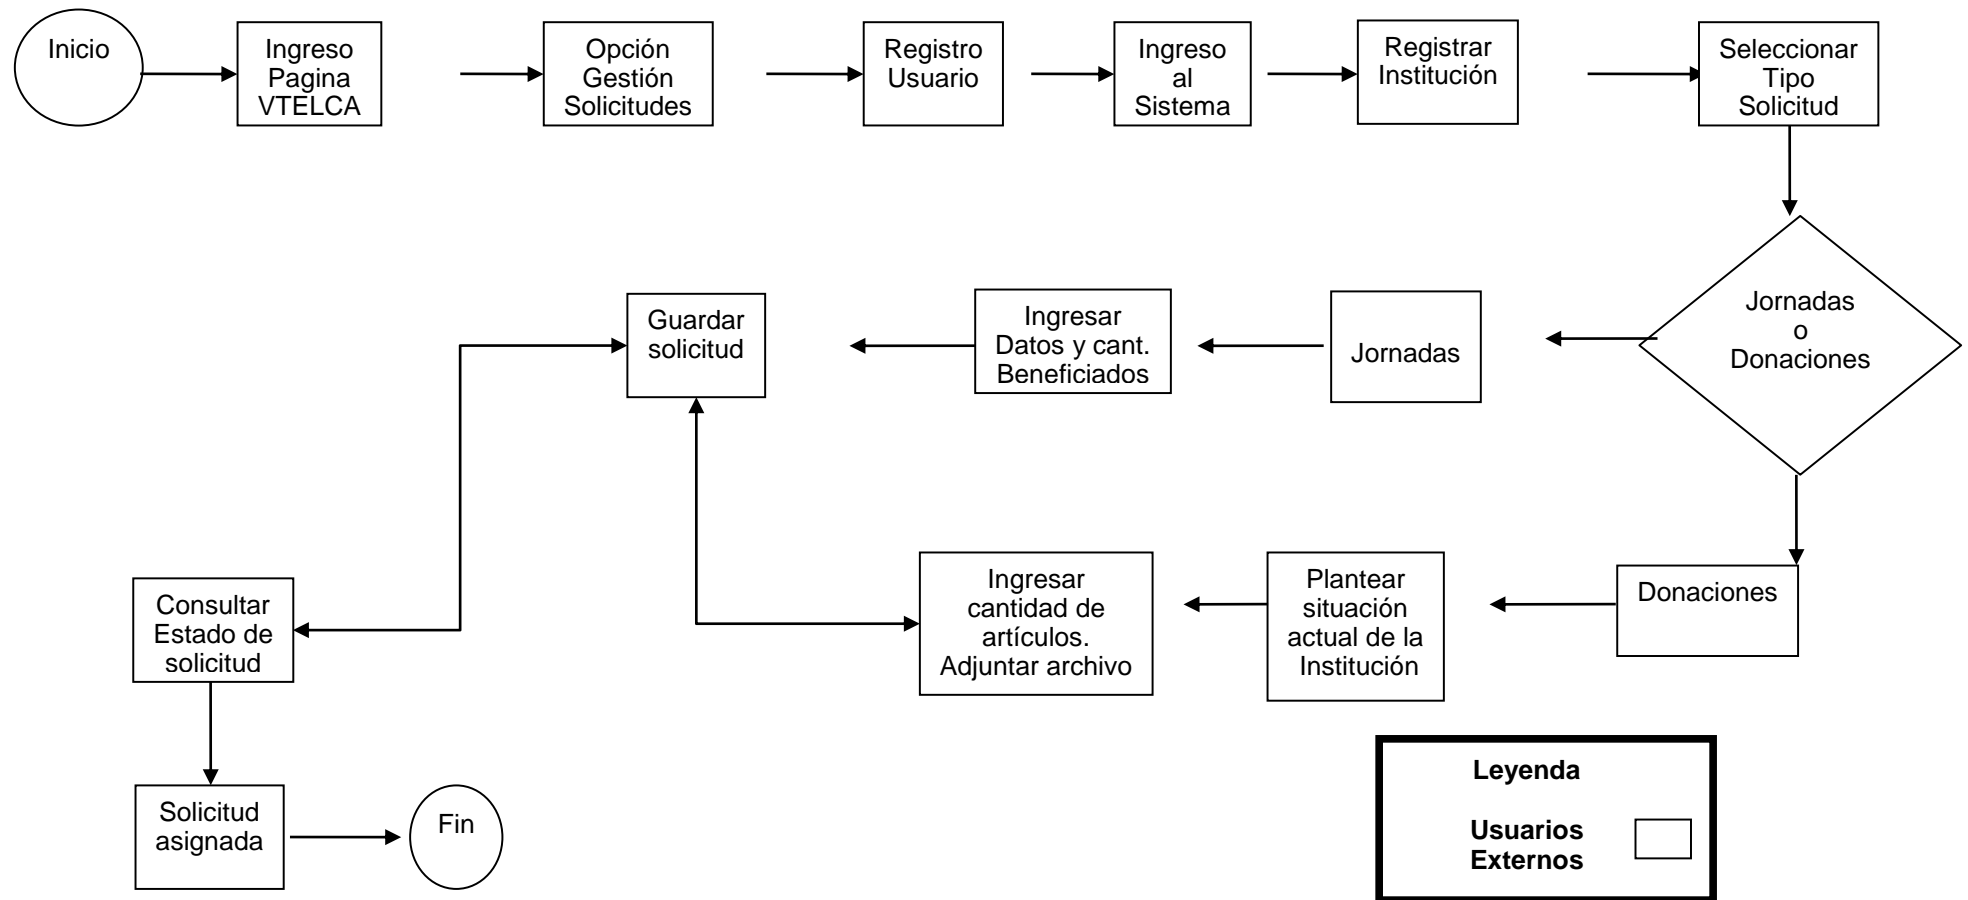 Inicio
Ingreso
Pagina
VTELCA
Opción
Gestión
Solicitudes
Registro
Usuario
Ingreso
al
Sistema
Registrar
Institución
Seleccionar
Tipo
Solicitud
Jornadas
o
Donaciones
Jornadas
Ingresar
Datos y cant.
Beneficiados
Guardar
solicitud
Donaciones
Plantear
situación
actual de la
Institución
Ingresar
cantidad de
artículos.
Adjuntar archivo
Consultar
Estado de
solicitud
Solicitud
asignada
Fin
Leyenda
Usuarios
Externos